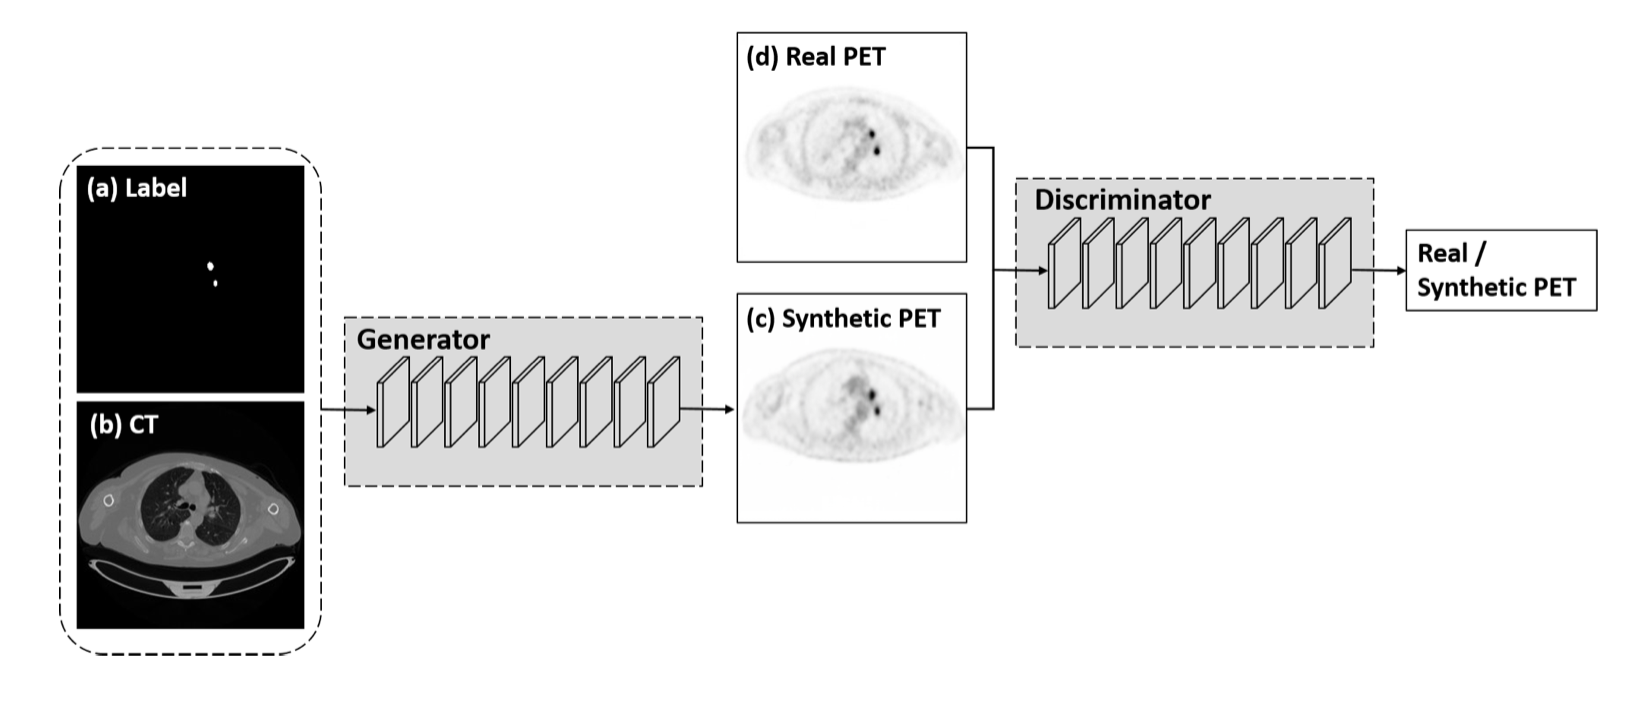 (a) Label
(b) CT
Generator
(d) Real PET
(c) Synthetic PET
Discriminator
Real /
Synthetic PET